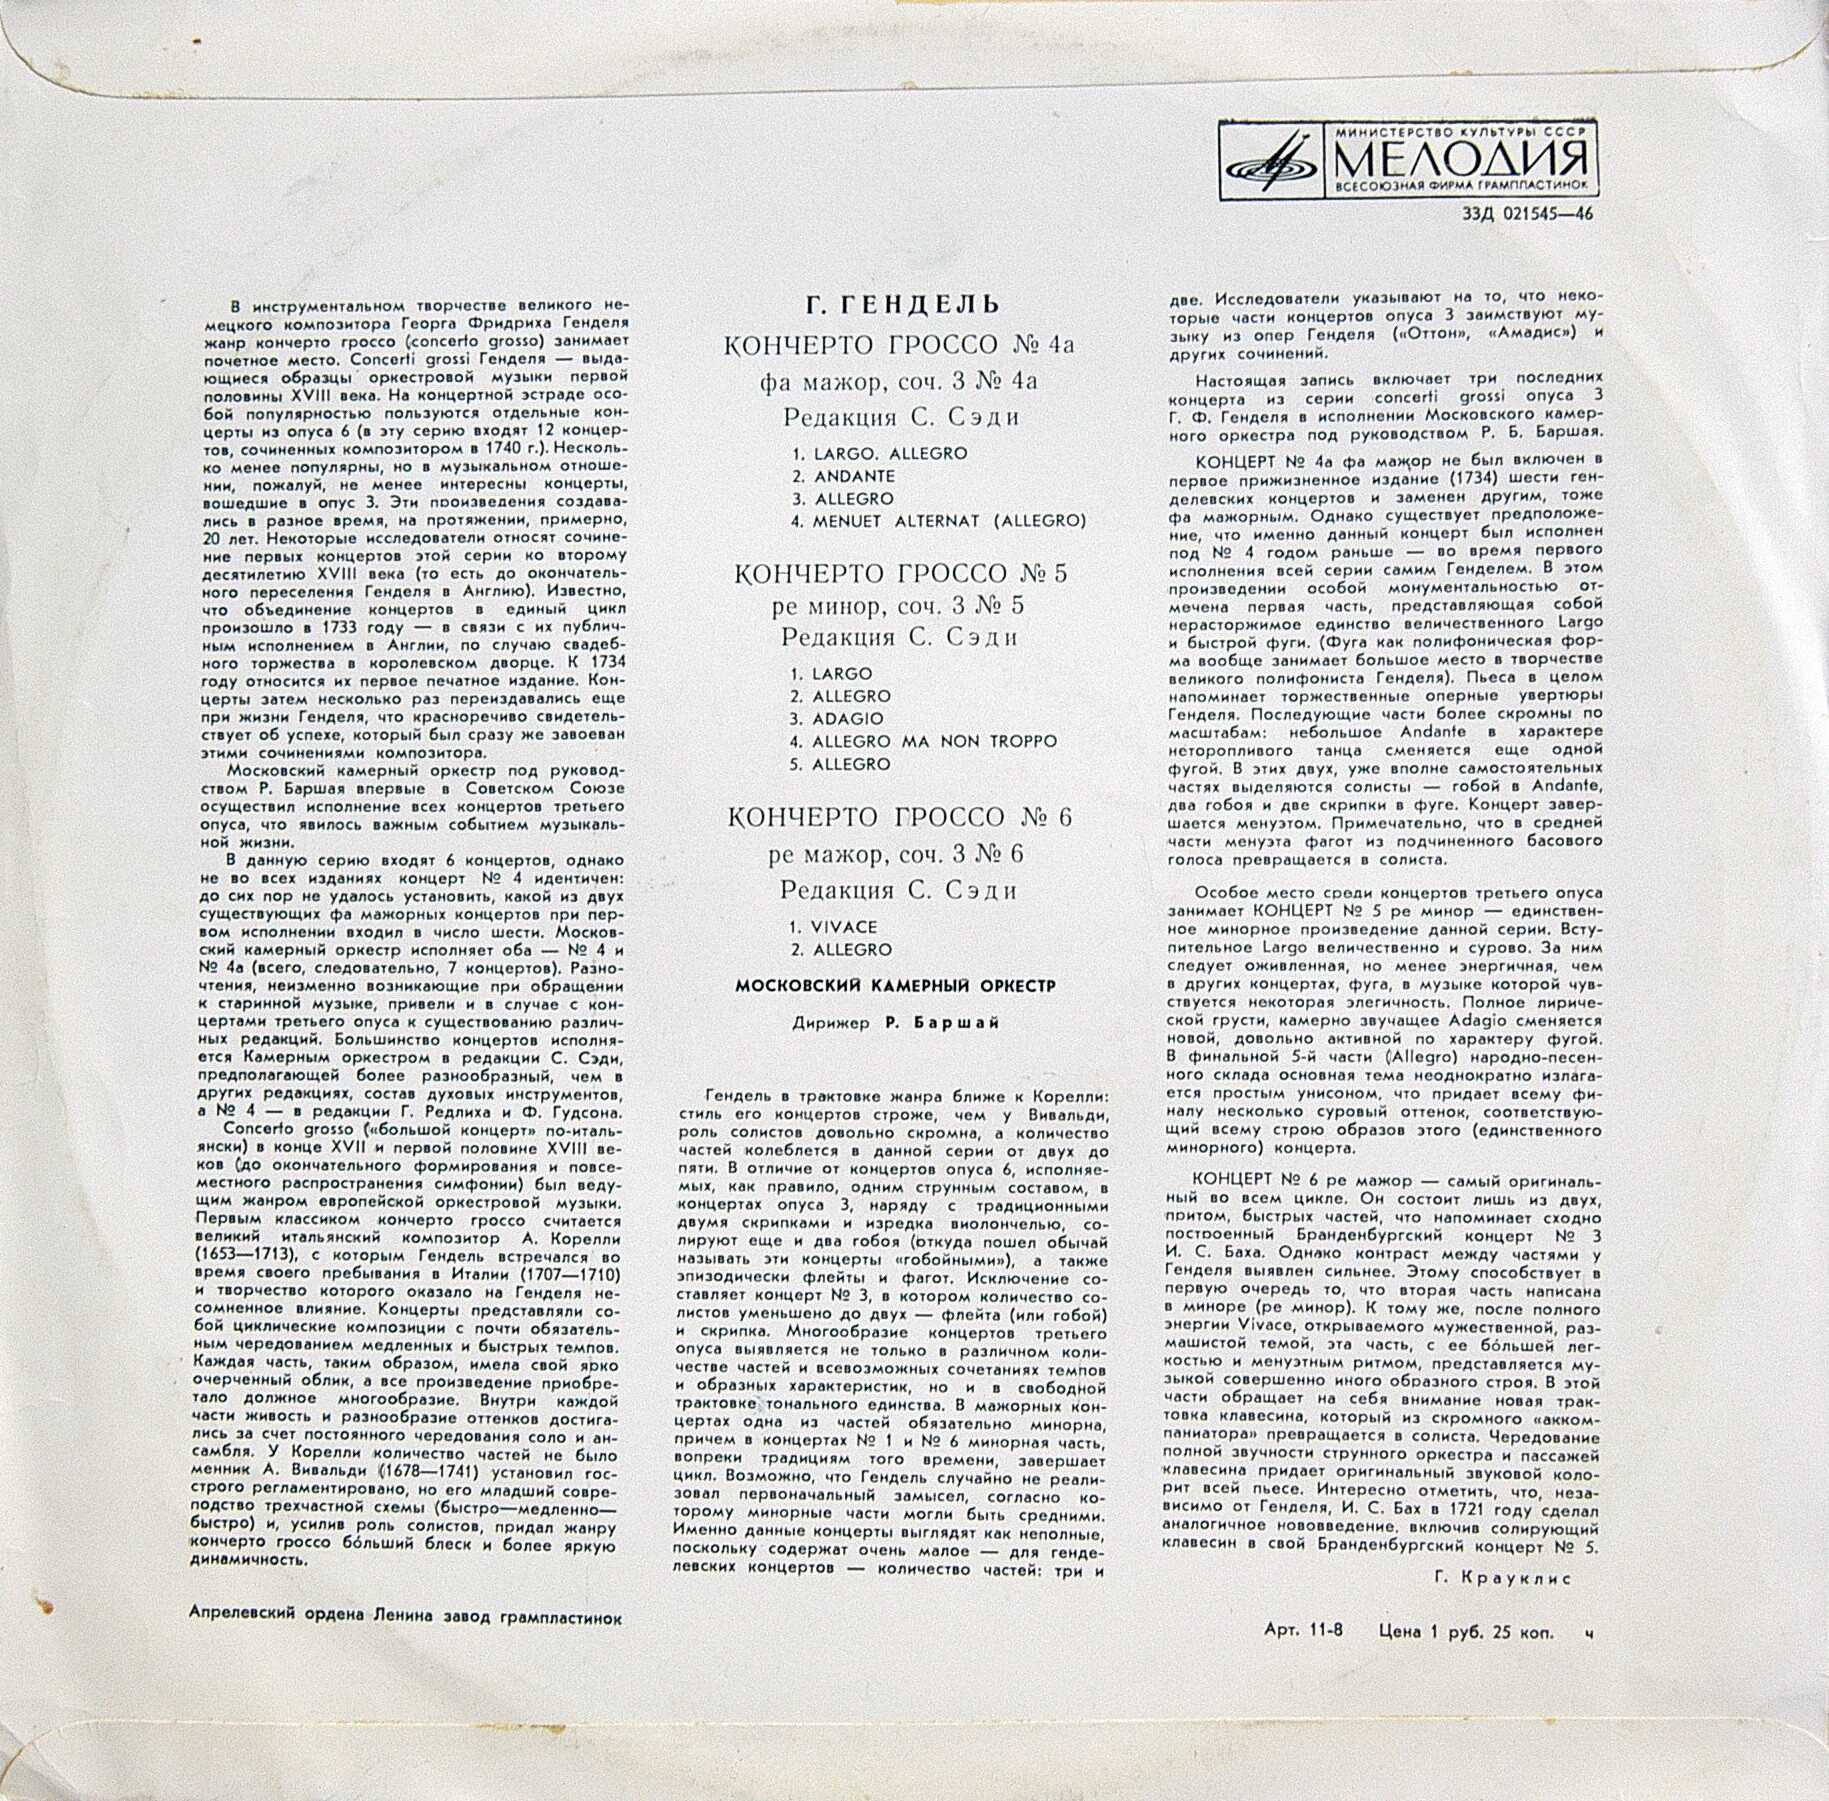 МИНИСТЕРСТВО КУЛЬТУРЫ СССР
МЕЛОДИЯ
ВСЕСОЮЗНАЯ ФИРМА ГРАМПЛАСТИНОК
33Д 021545—46
В инструментальном творчестве великого не-
мецкого композитора Георга Фридриха Генделя
жанр кончерто гроссо (concerto grosso) занимает
почетное место. Concerti grossi Генделя — выда-
ющиеся образцы оркестровой музыки первой
половины XVIII века. На концертной эстраде осо-
бой популярностью пользуются отдельные кон-
церты из опуса 6 (в эту серию входят 12 концер-
тов, сочиненных композитором в 1740 г.). Несколь-
ко менее популярны, но в музыкальном отноше-
нии, пожалуй, не менее интересны концерты,
вошедшие в опус 3. Эти произведения создава-
лись в разное время, на протяжении, примерно,
20 лет. Некоторые исследователи относят сочине-
ние первых концертов этой серии ко второму
десятилетию XVIII века (то есть до окончатель-
ного переселения Генделя в Англию). Известно,
что объединение концертов в единый цикл
произошло в 1733 году — в связи с их публич-
ным исполнением в Англии, по случаю свадеб-
ного торжества в королевском дворце. К 1734
году относится их первое печатное издание. Кон-
церты затем несколько раз переиздавались еще
при жизни Генделя, что красноречиво свидетель-
ствует об успехе, который был сразу же завоеван
этими сочинениями композитора.
Московский камерный оркестр под руковод-
ством Р. Баршая впервые в Советском Союзе
осуществил исполнение всех концертов третьего
опуса, что явилось важным событием музыкаль-
ной жизни.
В данную серию входят 6 концертов, однако
не во всех изданиях концерт № 4 идентичен:
до сих пор не удалось установить, какой из двух
существующих фа мажорных концертов при пер-
вом исполнении входил в число шести. Москов-
ский камерный оркестр исполняет оба — № 4 и
№ 4а (всего, следовательно, 7 концертов). Разно-
чтения, неизменно возникающие при обращении
к старинной музыке, привели и в случае с кон-
цертами третьего опуса к существованию различ-
ных редакций. Большинство концертов исполня-
ется Камерным оркестром в редакции С. Сэди,
предполагающей более разнообразный, чем в
других редакциях, состав духовых инструментов,
а № 4 — в редакции Г. Редлиха и Ф. Гудсона.
Concerto grosso («большой концерт» по-италь-
янски) в конце XVII и первой половине XVIII ве-
ков (до окончательного формирования и повсе-
местного распространения симфонии) был веду-
щим жанром европейской оркестровой музыки.
Первым классиком кончерто гроссо считается
великий итальянский композитор А. Корелли
(1653—1713), с которым Гендель встречался во
время своего пребывания в Италии (1707—1710)
и творчество которого оказало на Генделя не-
сомненное влияние. Концерты представляли со-
бой циклические композиции с почти обязатель-
ным чередованием медленных и быстрых темпов.
Каждая часть, таким образом, имела свой ярко
очерченный облик, а все произведение приобре-
тало должное многообразие. Внутри каждой
части живость и разнообразие оттенков достига-
лись за счет постоянного чередования соло и ан-
самбля. У Корелли количество частей не было
менник А. Вивальди (1678—1741) установил гос-
строго регламентировано, но его младший совре-
подство трехчастной схемы (быстро—медленно—
быстро) и, усилив роль солистов, придал жанру
кончерто гроссо бо́льший блеск и более яркую
динамичность.
Апрелевский ордена Ленина завод грампластинок
Г. ГЕНДЕЛЬ
КОНЧЕРТО ГРОССО № 4а
фа мажор, соч. 3 № 4а
Редакция С. Сэди
1. LARGO. ALLEGRO
2. ANDANTE
3. ALLEGRO
4. MENUET ALTERNAT (ALLEGRO)
КОНЧЕРТО ГРОССО № 5
ре минор, соч. 3 № 5
Редакция С. Сэди
1. LARGO
2. ALLEGRO
3. ADAGIO
4. ALLEGRO MA NON TROPPO
5. ALLEGRO
КОНЧЕРТО ГРОССО № 6
ре мажор, соч. 3 № 6
Редакция С. Сэди
1. VIVACE
2. ALLEGRO
МОСКОВСКИЙ КАМЕРНЫЙ ОРКЕСТР
Дирижер Р. Баршай
Гендель в трактовке жанра ближе к Корелли:
стиль его концертов строже, чем у Вивальди,
роль солистов довольно скромна, а количество
частей колеблется в данной серии от двух до
пяти. В отличие от концертов опуса 6, исполняе-
мых, как правило, одним струнным составом, в
концертах опуса 3, наряду с традиционными
двумя скрипками и изредка виолончелью, со-
лируют еще и два гобоя (откуда пошел обычай
называть эти концерты «гобойными»), а также
эпизодически флейты и фагот. Исключение со-
ставляет концерт № 3, в котором количество со-
листов уменьшено до двух — флейта (или гобой)
и скрипка. Многообразие концертов третьего
опуса выявляется не только в различном коли-
честве частей и всевозможных сочетаниях темпов
и образных характеристик, но и в свободной
трактовке тонального единства. В мажорных кон-
цертах одна из частей обязательно минорна,
причем в концертах № 1 и № 6 минорная часть,
вопреки традициям того времени, завершает
цикл. Возможно, что Гендель случайно не реали-
зовал первоначальный замысел, согласно ко-
торому минорные части могли быть средними.
Именно данные концерты выглядят как неполные,
поскольку содержат очень малое — для генде-
левских концертов — количество частей: три и
две. Исследователи указывают на то, что неко-
торые части концертов опуса 3 заимствуют му-
зыку из опер Генделя («Оттон», «Амадис») и
других сочинений.
Настоящая запись включает три последних
концерта из серии concerti grossi опуса 3
Г. Ф. Генделя в исполнении Московского камер-
ного оркестра под руководством Р. Б. Баршая.
КОНЦЕРТ № 4а фа мажор не был включен в
первое прижизненное издание (1734) шести ген-
делевских концертов и заменен другим, тоже
фа мажорным. Однако существует предположе-
ние, что именно данный концерт был исполнен
под № 4 годом раньше — во время первого
исполнения всей серии самим Генделем. В этом
произведении особой монументальностью от-
мечена первая часть, представляющая собой
нерасторжимое единство величественного Largo
и быстрой фуги. (Фуга как полифоническая фор-
ма вообще занимает большое место в творчестве
великого полифониста Генделя). Пьеса в целом
напоминает торжественные оперные увертюры
Генделя. Последующие части более скромны по
масштабам: небольшое Andante в характере
неторопливого танца сменяется еще одной
фугой. В этих двух, уже вполне самостоятельных
частях выделяются солисты — гобой в Andante,
два гобоя и две скрипки в фуге. Концерт завер-
шается менуэтом. Примечательно, что в средней
части менуэта фагот из подчиненного басового
голоса превращается в солиста.
Особое место среди концертов третьего опуса
занимает КОНЦЕРТ № 5 ре минор — единствен-
ное минорное произведение данной серии. Всту-
пительное Largo величественно и сурово. За ним
следует оживленная, но менее энергичная, чем
в других концертах, фуга, в музыке которой чув-
ствуется некоторая элегичность. Полное лириче-
ской грусти, камерно звучащее Adagio сменяется
новой, довольно активной по характеру фугой.
В финальной 5-й части (Allegro) народно-песен-
ного склада основная тема неоднократно излага-
ется простым унисоном, что придает всему фи-
налу несколько суровый оттенок, соответствую-
щий всему строю образов этого (единственного
минорного) концерта.
КОНЦЕРТ № 6 ре мажор — самый оригиналь-
ный во всем цикле. Он состоит лишь из двух,
притом, быстрых частей, что напоминает сходно
построенный Бранденбургский концерт № 3
И. С. Баха. Однако контраст между частями у
Генделя выявлен сильнее. Этому способствует в
первую очередь то, что вторая часть написана
в миноре (ре минор). К тому же, после полного
энергии Vivace, открываемого мужественной, раз-
машистой темой, эта часть, с ее бо́льшей лег-
костью и менуэтным ритмом, представляется му-
зыкой совершенно иного образного строя. В этой
части обращает на себя внимание новая трак-
товка клавесина, который из скромного «акком-
паниатора» превращается в солиста. Чередование
полной звучности струнного оркестра и пассажей
клавесина придает оригинальный звуковой коло-
рит всей пьесе. Интересно отметить, что, неза-
висимо от Генделя, И. С. Бах в 1721 году сделал
аналогичное нововведение, включив солирующий
клавесин в свой Бранденбургский концерт № 5.
Г. Крауклис
Арт. 11-8 Цена 1 руб. 25 коп. ч